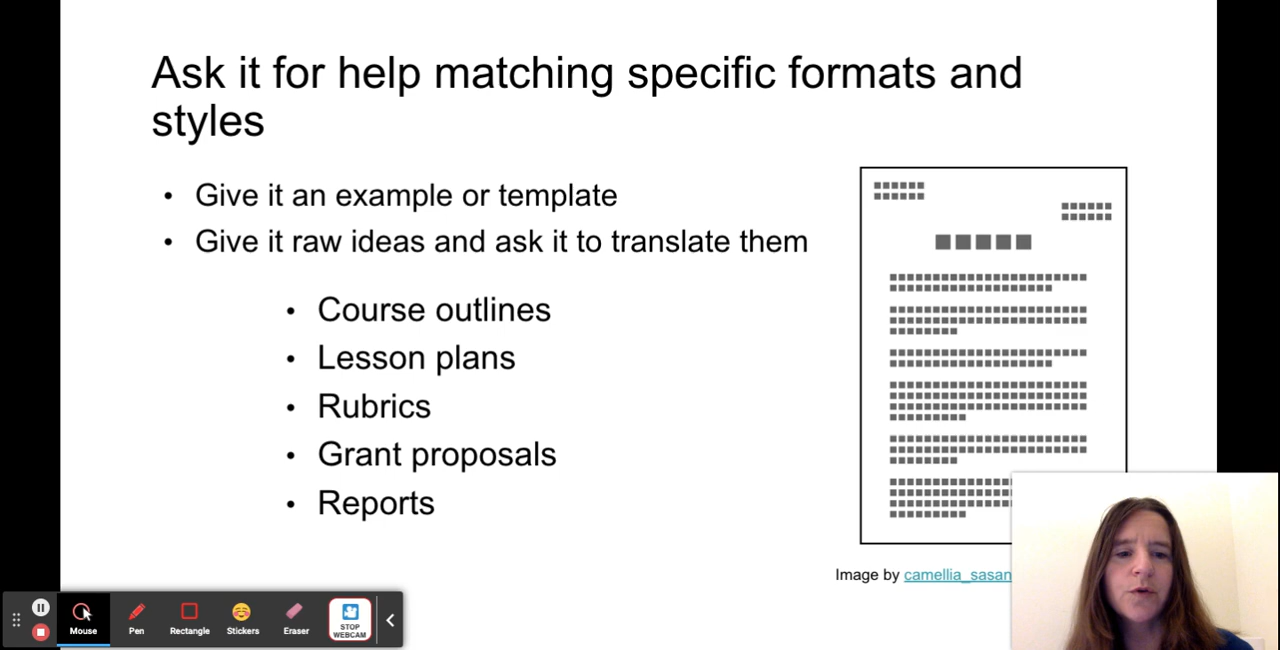 Ask it for help matching specific formats and
styles
• Give it an example or template
• Give it raw ideas and ask it to translate them
• Course outlines
• Lesson plans
• Rubrics
• Grant proposals
• Reports
Image by camellia_sasan
Mouse
Pen
Rectangle
Stickers
Eraser
STOP
WEBCAM